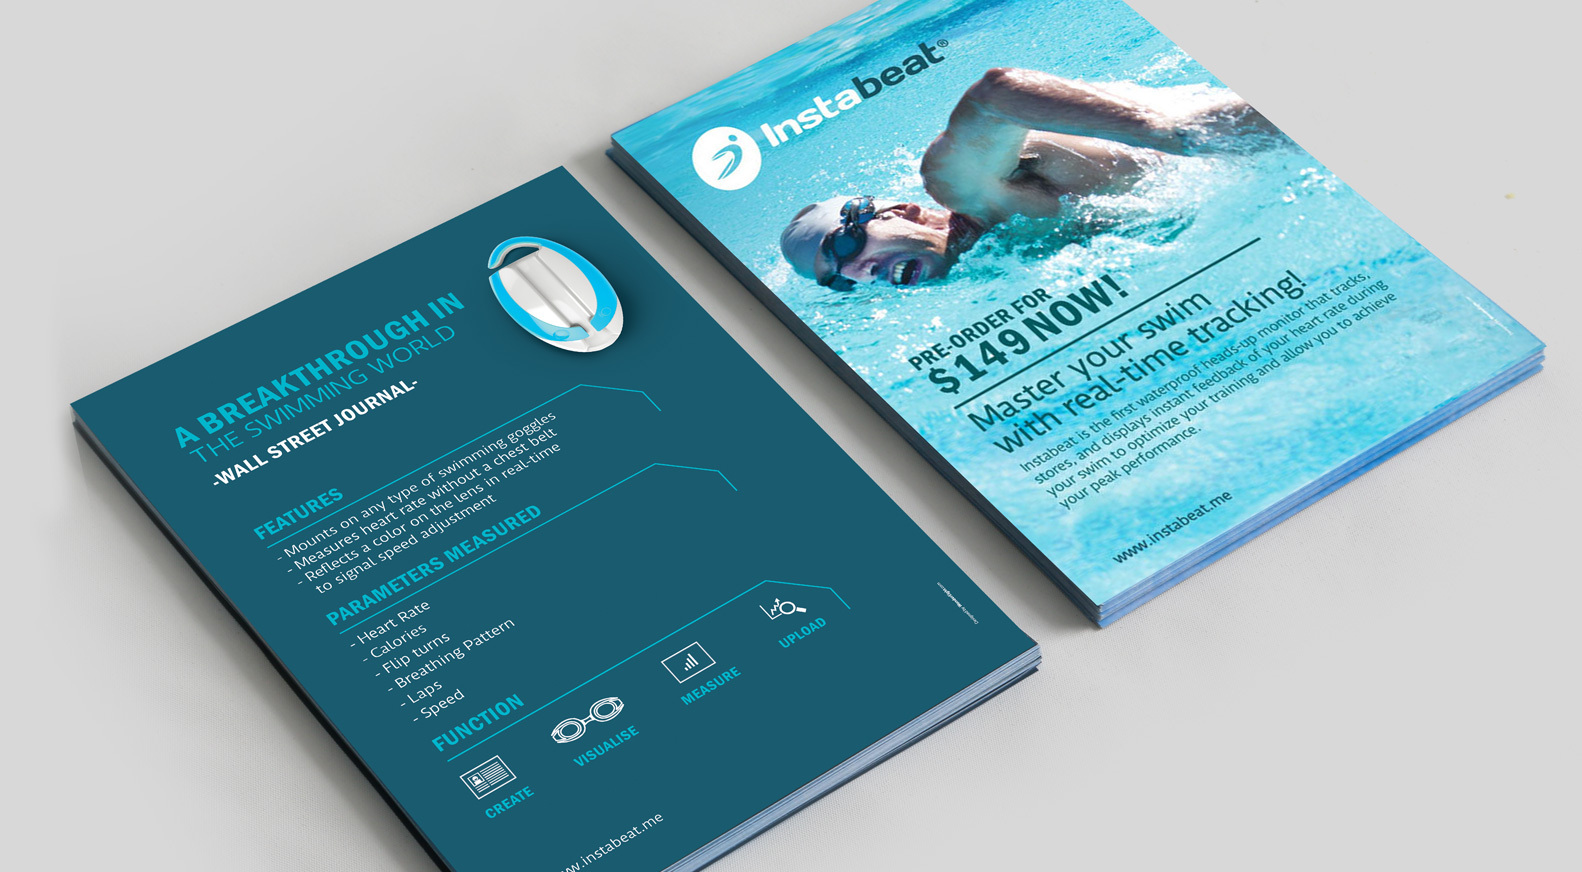 A BREAKTHROUGH IN
THE SWIMMING WORLD
-WALL STREET JOURNAL-
FEATURES
- Mounts on any type of swimming goggles
- Measures heart rate without a chest belt
- Reflects a color on the lens in real-time
to signal speed adjustment
PARAMETERS MEASURED
- Heart Rate
- Calories
- Flip turns
- Breathing Pattern
- Laps
- Speed
FUNCTION
CREATE
VISUALISE
MEASURE
UPLOAD
w.instabeat.me
Instabeat®
PRE-ORDER FOR
$149 NOW!
Master your swim
with real-time tracking!
Instabeat is the first waterproof heads-up monitor that tracks,
stores, and displays instant feedback of your heart rate during
your swim to optimize your training and allow you to achieve
your peak performance.
www.instabeat.me